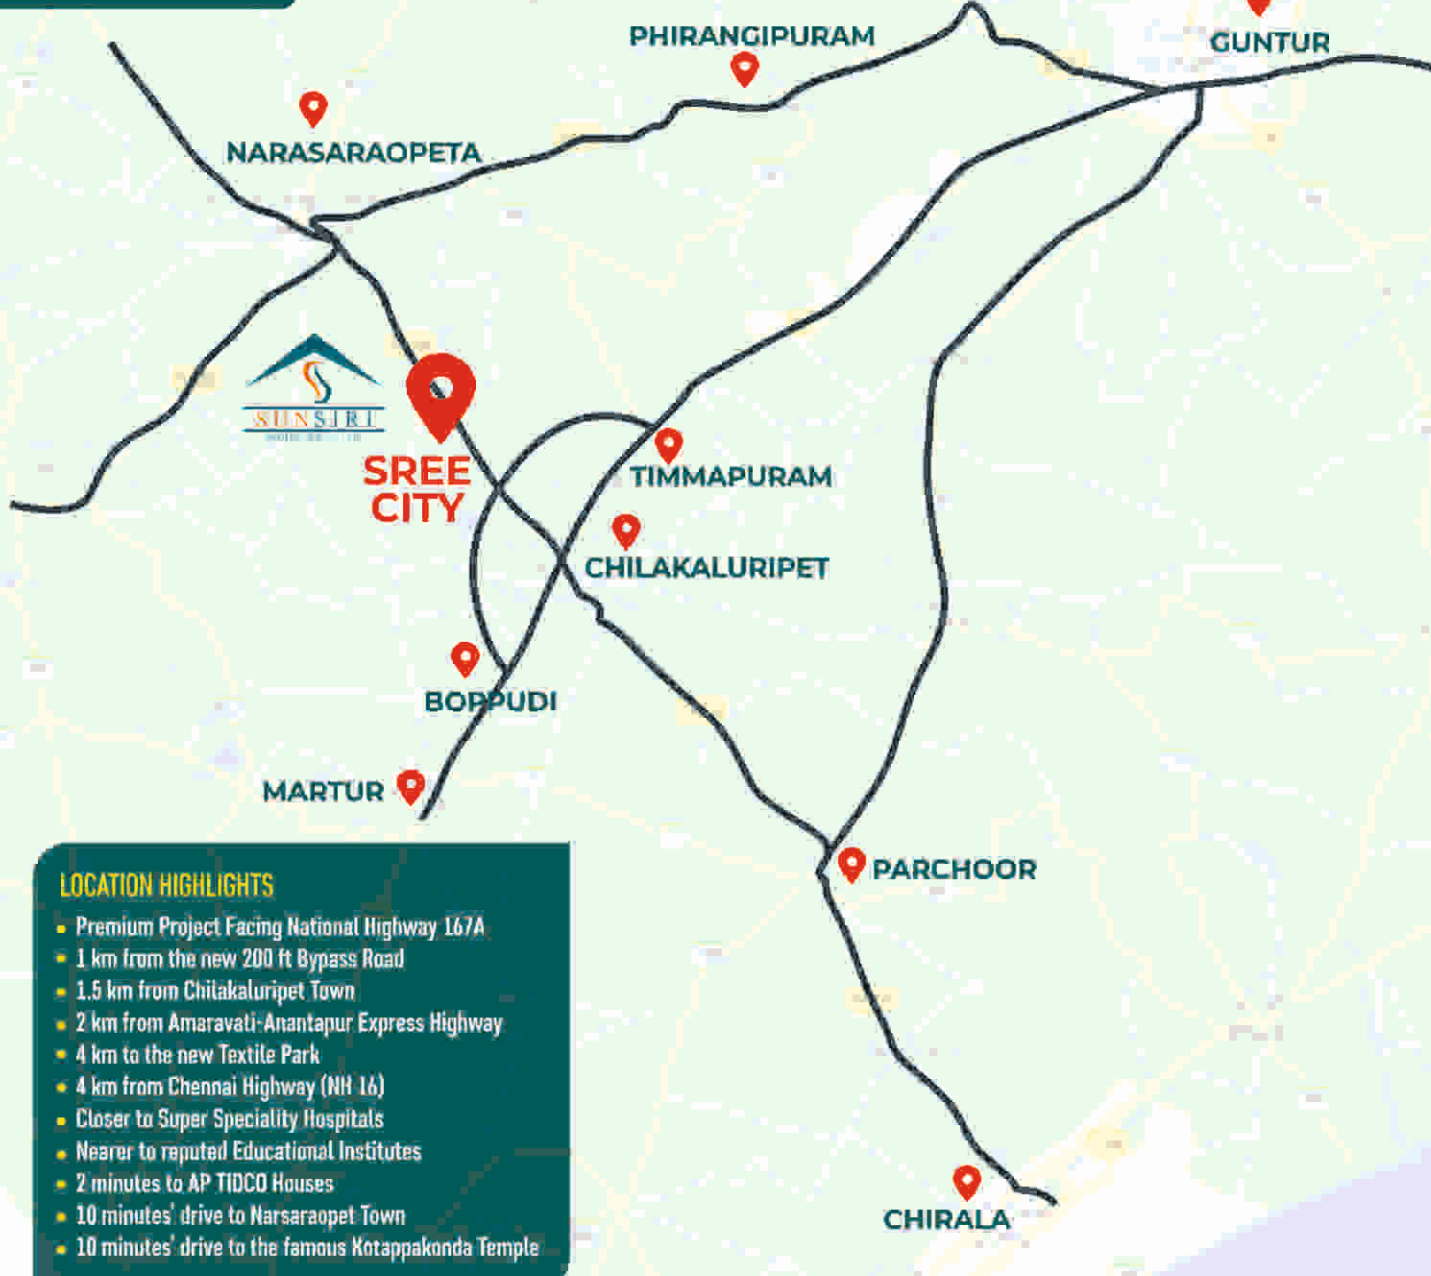 PHIRANGIPURAM
GUNTUR
NARASARAOPETA
SUNSIRI
SREE
CITY
TIMMAPURAM
CHILAKALURIPET
BOPPUDI
MARTUR
PARCHOOR
CHIRALA
LOCATION HIGHLIGHTS
• Premium Project Facing National Highway 167A
• 1 km from the new 200 ft Bypass Road
• 1.5 km from Chilakaluripet Town
• 2 km from Amaravati-Anantapur Express Highway
• 4 km to the new Textile Park
• 4 km from Chennai Highway (NH 16)
• Closer to Super Speciality Hospitals
• Nearer to reputed Educational Institutes
• 2 minutes to AP TIDCO Houses
• 10 minutes' drive to Narsaraopet Town
• 10 minutes' drive to the famous Kotappakonda Temple